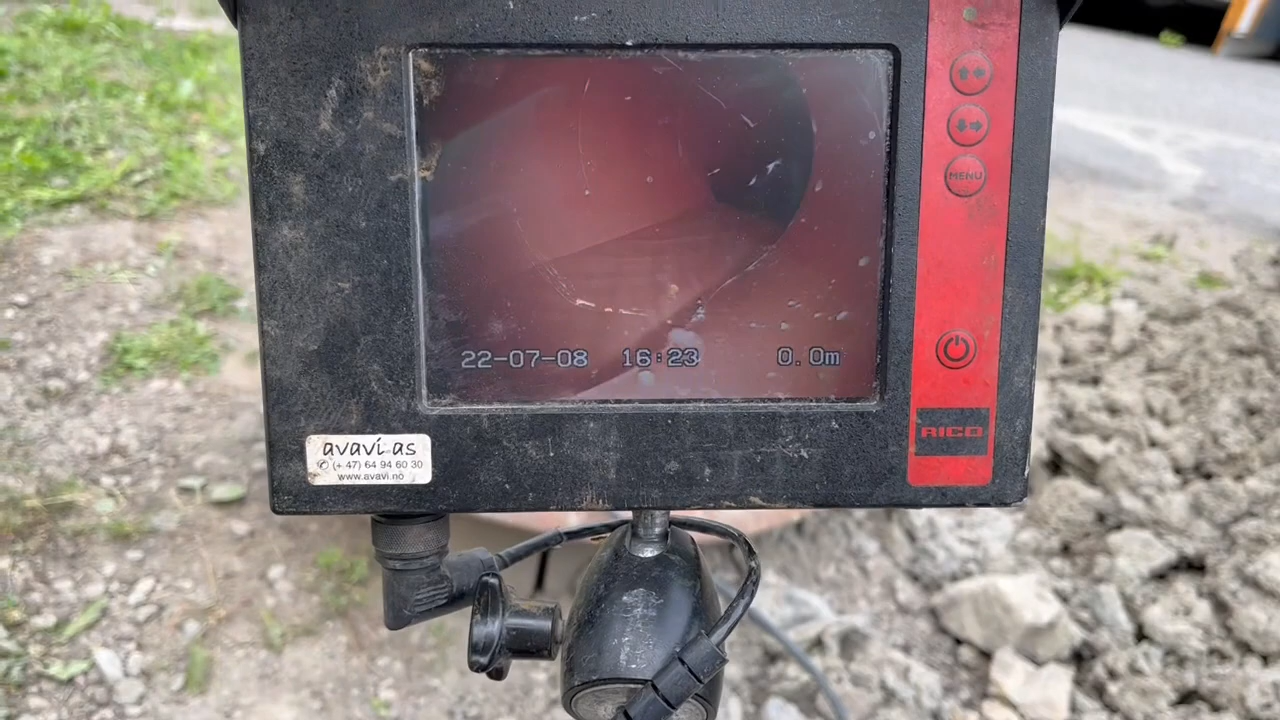 MENU
22-07-08 16:23 0.0m
RICO
avavi as
✆ (+ 47) 64 94 60 30
www.avavi.no